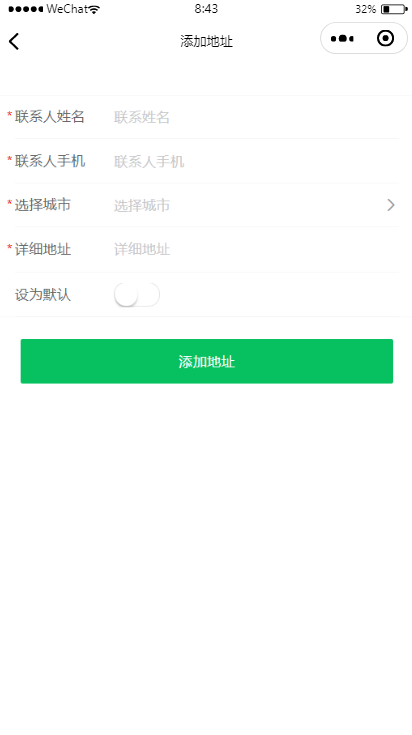 WeChat 8:43 32%
添加地址
*联系人姓名 联系姓名
*联系人手机 联系人手机
*选择城市 选择城市
*详细地址 详细地址
设为默认
添加地址